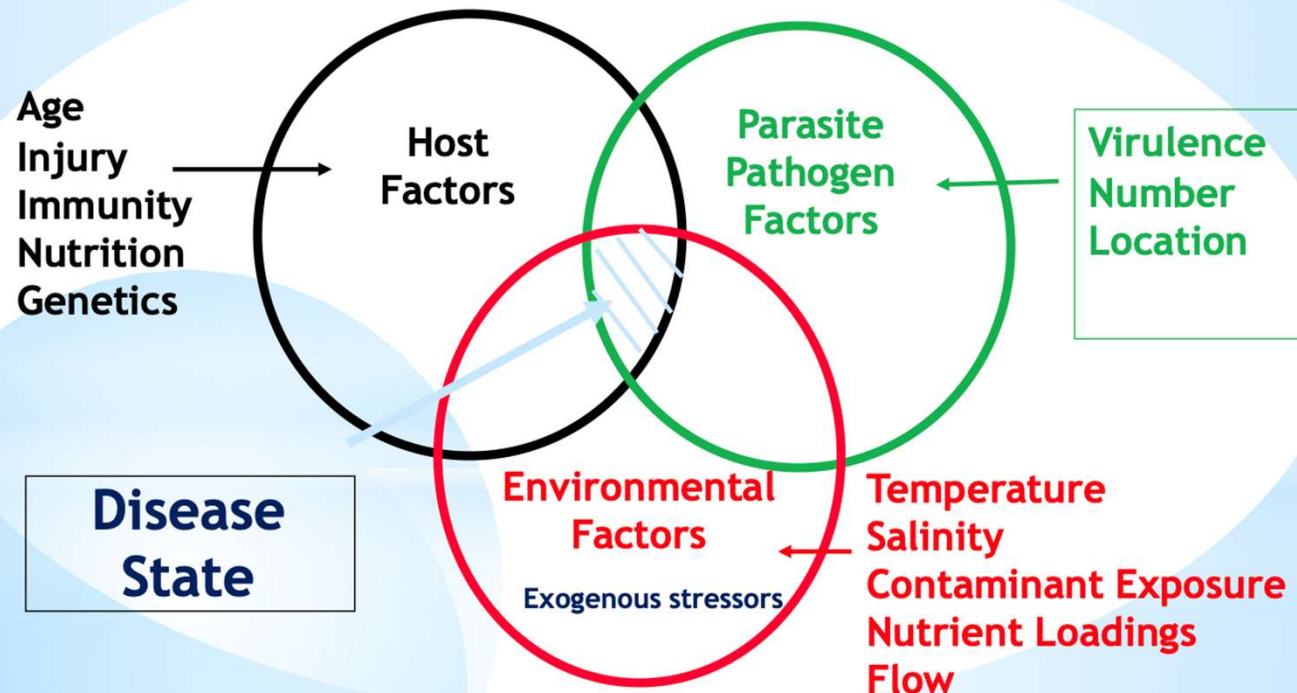 Age
Injury
Immunity
Nutrition
Genetics
Host
Factors
Parasite
Pathogen
Factors
Virulence
Number
Location
Disease
State
Environmental
Factors
Exogenous stressors
Temperature
Salinity
Contaminant Exposure
Nutrient Loadings
Flow